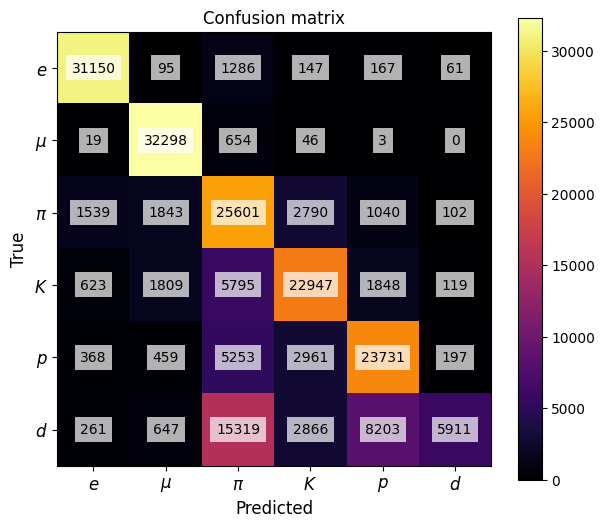 Confusion matrix
True
e 31150 95 1286 147 167 61
μ 19 32298 654 46 3 0
π 1539 1843 25601 2790 1040 102
K 623 1809 5795 22947 1848 119
p 368 459 5253 2961 23731 197
d 261 647 15319 2866 8203 5911
e μ π K p d
Predicted
30000
25000
20000
15000
10000
5000
0